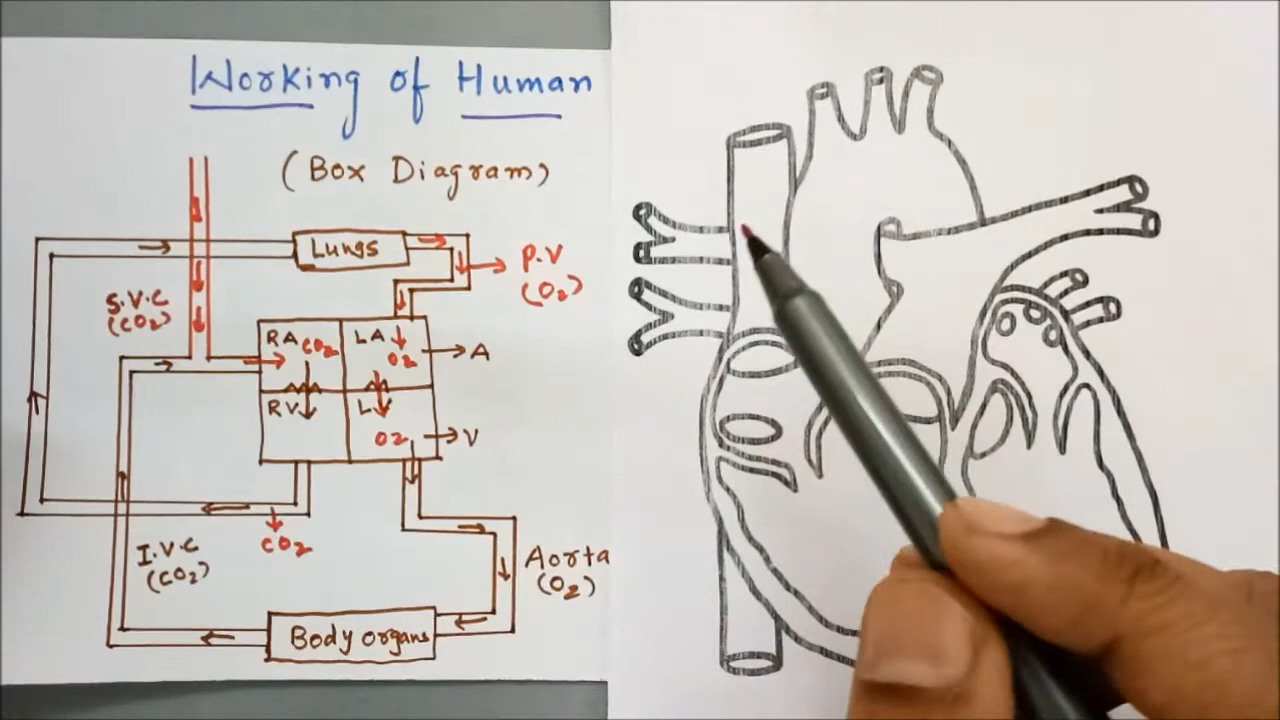 Working of Human
(Box Diagram)
Lungs
P.V
(O₂)
S.V.C
(CO₂)
RA CO₂
LA
O₂
A
RV
L
O₂
V
CO₂
I.V.C
(CO₂)
Aorta
(O₂)
Body organs